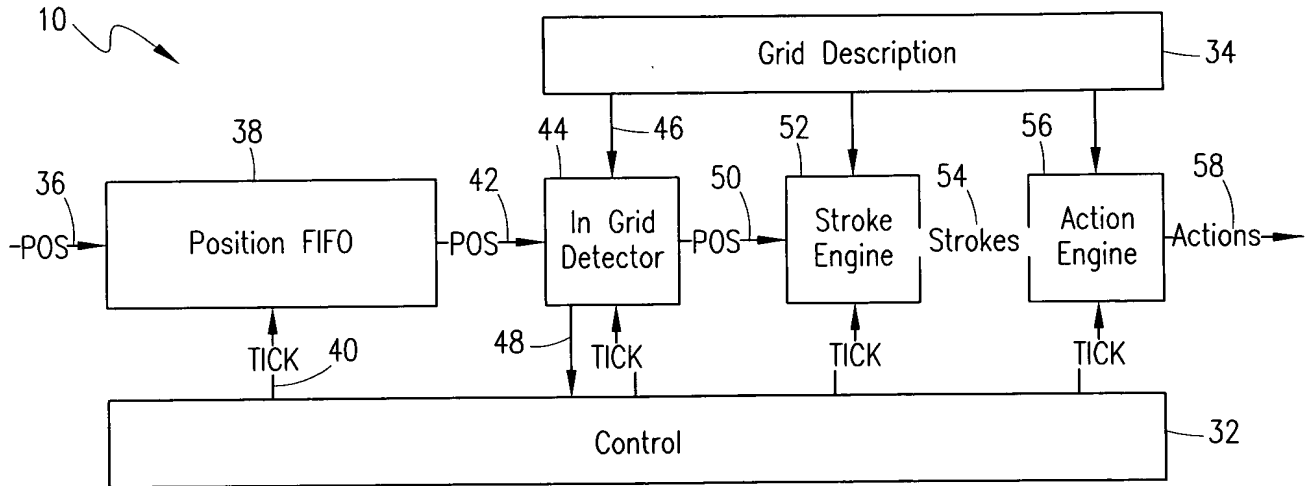 10
Grid Description
34
38
44
46
52
56
36
42
50
54
58
-POS
Position FIFO
POS
In Grid
Detector
POS
Stroke
Engine
Strokes
Action
Engine
Actions
TICK
40
48
TICK
TICK
TICK
Control
32